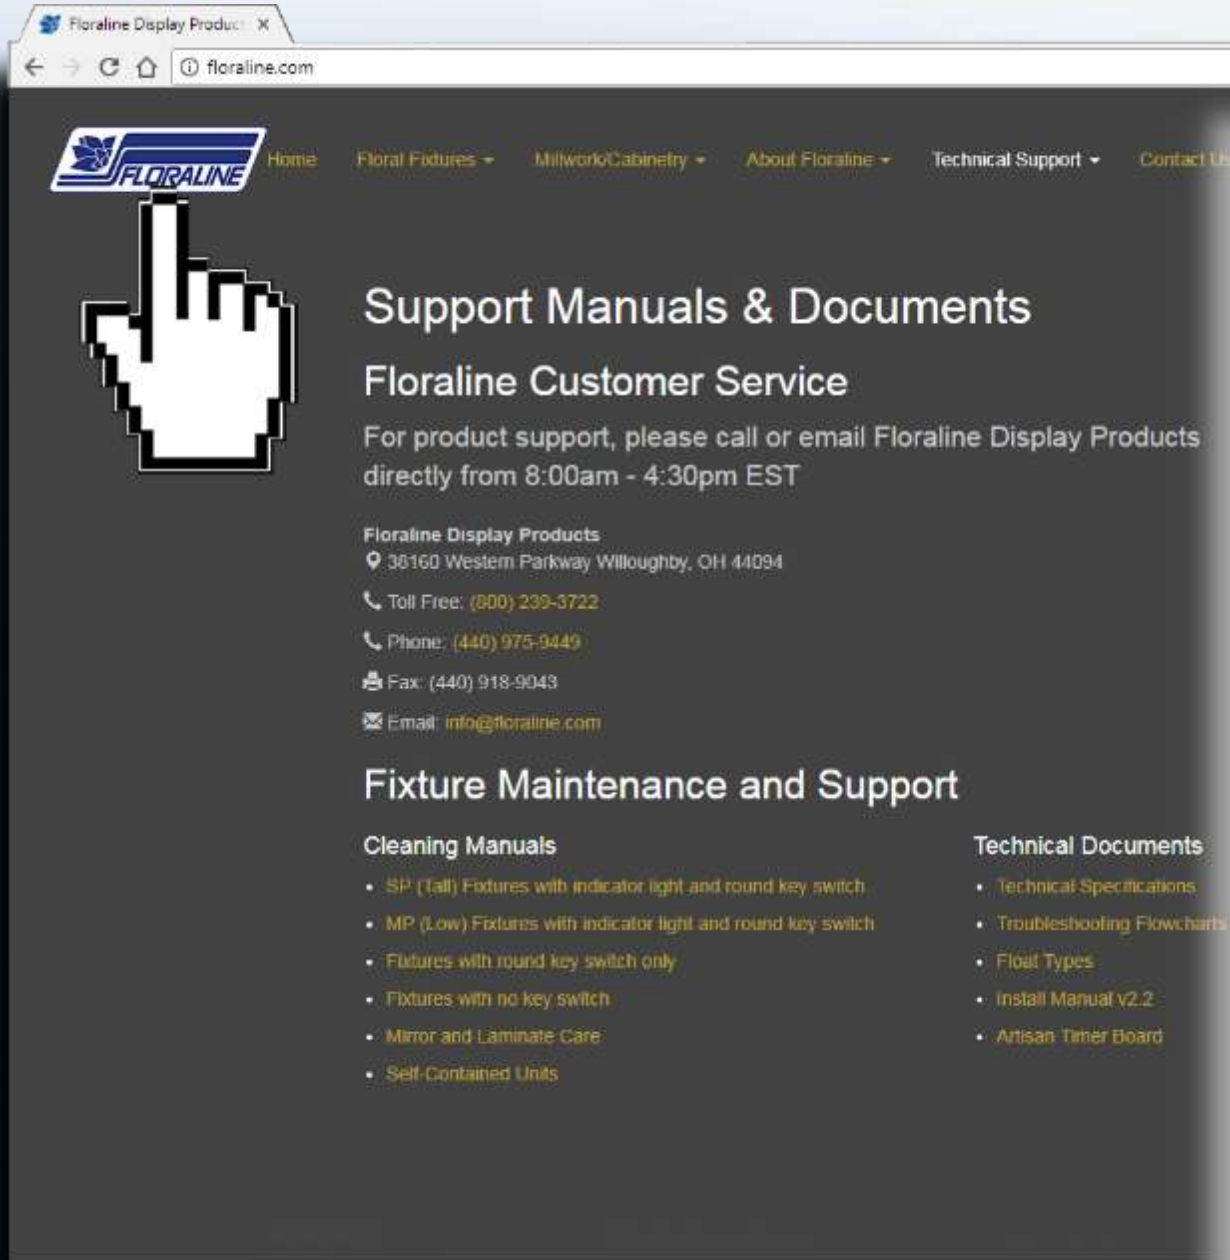 Floraline Display Produc
floraline.com
FLORALINE
Home Floral Fixtures Millwork/Cabinetry About Floraline Technical Support Contact Us
Support Manuals & Documents
Floraline Customer Service
For product support, please call or email Floraline Display Products
directly from 8:00am - 4:30pm EST
Floraline Display Products
38160 Western Parkway Willoughby, OH 44094
Toll Free: (800) 239-3722
Phone: (440) 975-9449
Fax: (440) 918-9043
Email: info@floraline.com
Fixture Maintenance and Support
Cleaning Manuals
• SP (Tall) Fixtures with indicator light and round key switch
• MP (Low) Fixtures with indicator light and round key switch
• Fixtures with round key switch only
• Fixtures with no key switch
• Mirror and Laminate Care
• Self-Contained Units
Technical Documents
• Technical Specifications
• Troubleshooting Flowcharts
• Float Types
• Install Manual v2.2
• Artisan Timer Board